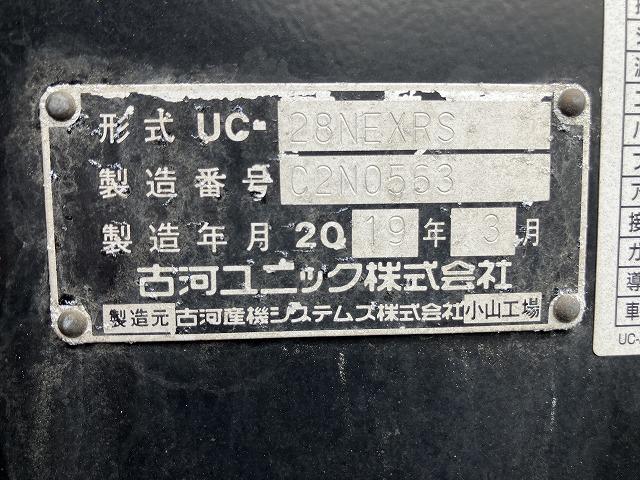 形式 UC- 28NEXRS
製造番号 C2N0563
製造年月 2019年 3月
古河ユニック株式会社
製造元 古河産機システムズ株式会社 小山工場
UC-